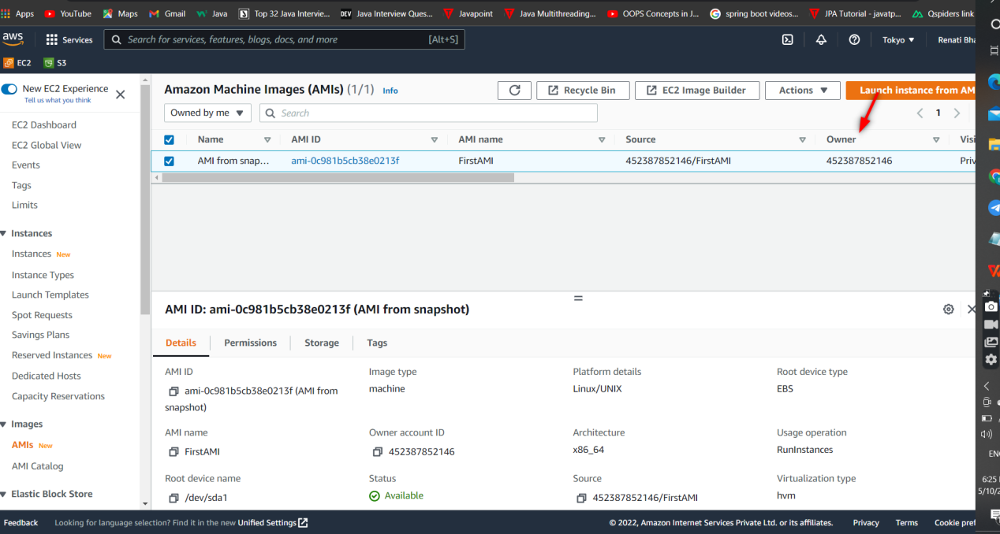 Apps YouTube Maps Gmail Java Top 32 Java Intervie... DEV Java Interview Ques... Javapoint Java Multithreading... OOPS Concepts in J... spring boot videos... JPA Tutorial - javatp... Qspiders link
aws Services Search for services, features, blogs, docs, and more [Alt+S] Tokyo ▼ Renati Bha
EC2 S3
New EC2 Experience
Tell us what you think
EC2 Dashboard
EC2 Global View
Events
Tags
Limits
Instances
Instances New
Instance Types
Launch Templates
Spot Requests
Savings Plans
Reserved Instances New
Dedicated Hosts
Capacity Reservations
Images
AMIs New
AMI Catalog
Elastic Block Store
Amazon Machine Images (AMIs) (1/1) Info Recycle Bin EC2 Image Builder Actions ▼ Launch instance from AM
Owned by me ▼ Search 1
Name AMI ID AMI name Source Owner Visi
AMI from snap... ami-0c981b5cb38e0213f FirstAMI 452387852146/FirstAMI 452387852146 Priv
AMI ID: ami-0c981b5cb38e0213f (AMI from snapshot)
Details Permissions Storage Tags
AMI ID Image type Platform details Root device type
ami-0c981b5cb38e0213f (AMI from machine Linux/UNIX EBS
snapshot)
AMI name Owner account ID Architecture Usage operation
FirstAMI 452387852146 x86_64 RunInstances
Root device name Status Source Virtualization type
/dev/sda1 Available 452387852146/FirstAMI hvm
ENG
6:25
5/10/2
Feedback Looking for language selection? Find it in the new Unified Settings © 2022, Amazon Internet Services Private Ltd. or its affiliates. Privacy Terms Cookie pref